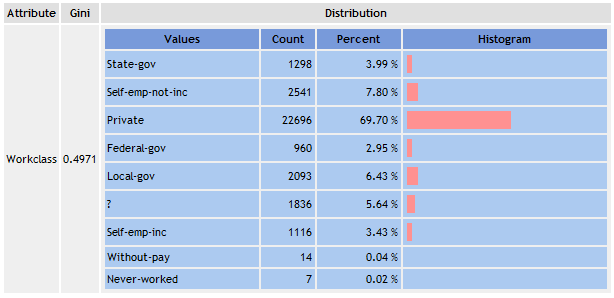 Attribute Gini Distribution
Values Count Percent Histogram
State-gov 1298 3.99 %
Self-emp-not-inc 2541 7.80 %
Private 22696 69.70 %
Federal-gov 960 2.95 %
Workclass 0.4971
Local-gov 2093 6.43 %
? 1836 5.64 %
Self-emp-inc 1116 3.43 %
Without-pay 14 0.04 %
Never-worked 7 0.02 %